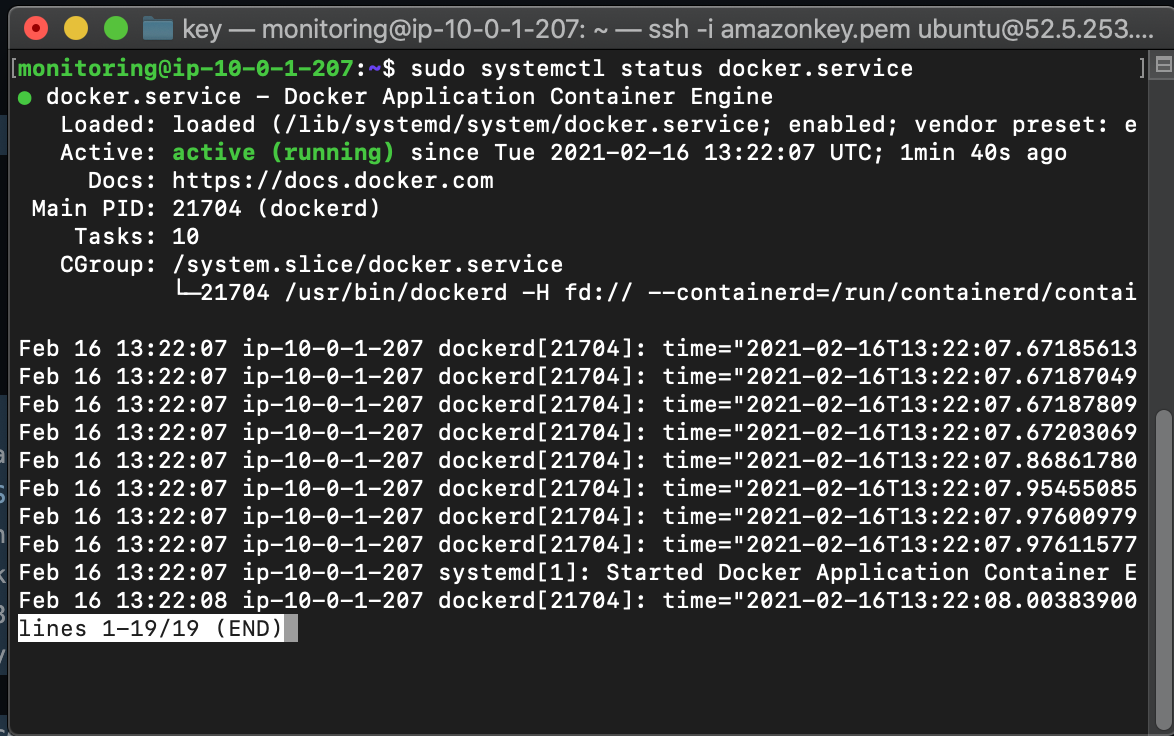 key — monitoring@ip-10-0-1-207: ~ — ssh -i amazonkey.pem ubuntu@52.5.253....
[monitoring@ip-10-0-1-207:~$ sudo systemctl status docker.service ]
● docker.service - Docker Application Container Engine
Loaded: loaded (/lib/systemd/system/docker.service; enabled; vendor preset: e
Active: active (running) since Tue 2021-02-16 13:22:07 UTC; 1min 40s ago
Docs: https://docs.docker.com
Main PID: 21704 (dockerd)
Tasks: 10
CGroup: /system.slice/docker.service
└─21704 /usr/bin/dockerd -H fd:// --containerd=/run/containerd/contai
Feb 16 13:22:07 ip-10-0-1-207 dockerd[21704]: time="2021-02-16T13:22:07.67185613
Feb 16 13:22:07 ip-10-0-1-207 dockerd[21704]: time="2021-02-16T13:22:07.67187049
Feb 16 13:22:07 ip-10-0-1-207 dockerd[21704]: time="2021-02-16T13:22:07.67187809
Feb 16 13:22:07 ip-10-0-1-207 dockerd[21704]: time="2021-02-16T13:22:07.67203069
Feb 16 13:22:07 ip-10-0-1-207 dockerd[21704]: time="2021-02-16T13:22:07.86861780
Feb 16 13:22:07 ip-10-0-1-207 dockerd[21704]: time="2021-02-16T13:22:07.95455085
Feb 16 13:22:07 ip-10-0-1-207 dockerd[21704]: time="2021-02-16T13:22:07.97600979
Feb 16 13:22:07 ip-10-0-1-207 dockerd[21704]: time="2021-02-16T13:22:07.97611577
Feb 16 13:22:07 ip-10-0-1-207 systemd[1]: Started Docker Application Container E
Feb 16 13:22:08 ip-10-0-1-207 dockerd[21704]: time="2021-02-16T13:22:08.00383900
lines 1-19/19 (END)